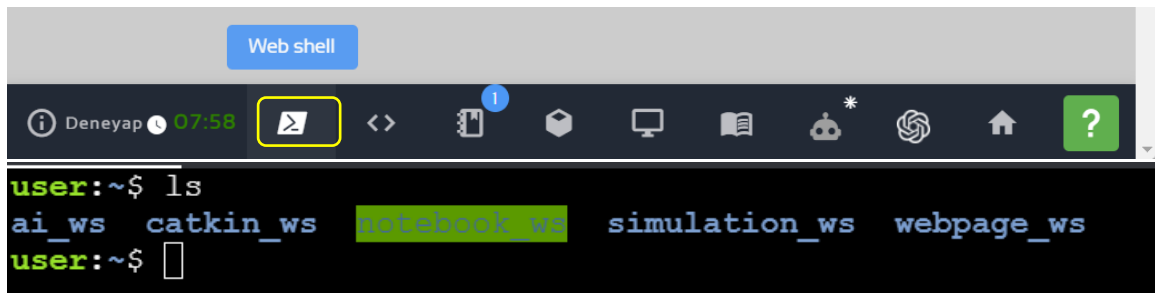 Web shell
1
Deneyap 07:58 * ?
user:~$ ls
ai_ws catkin_ws notebook_ws simulation_ws webpage_ws
user:~$